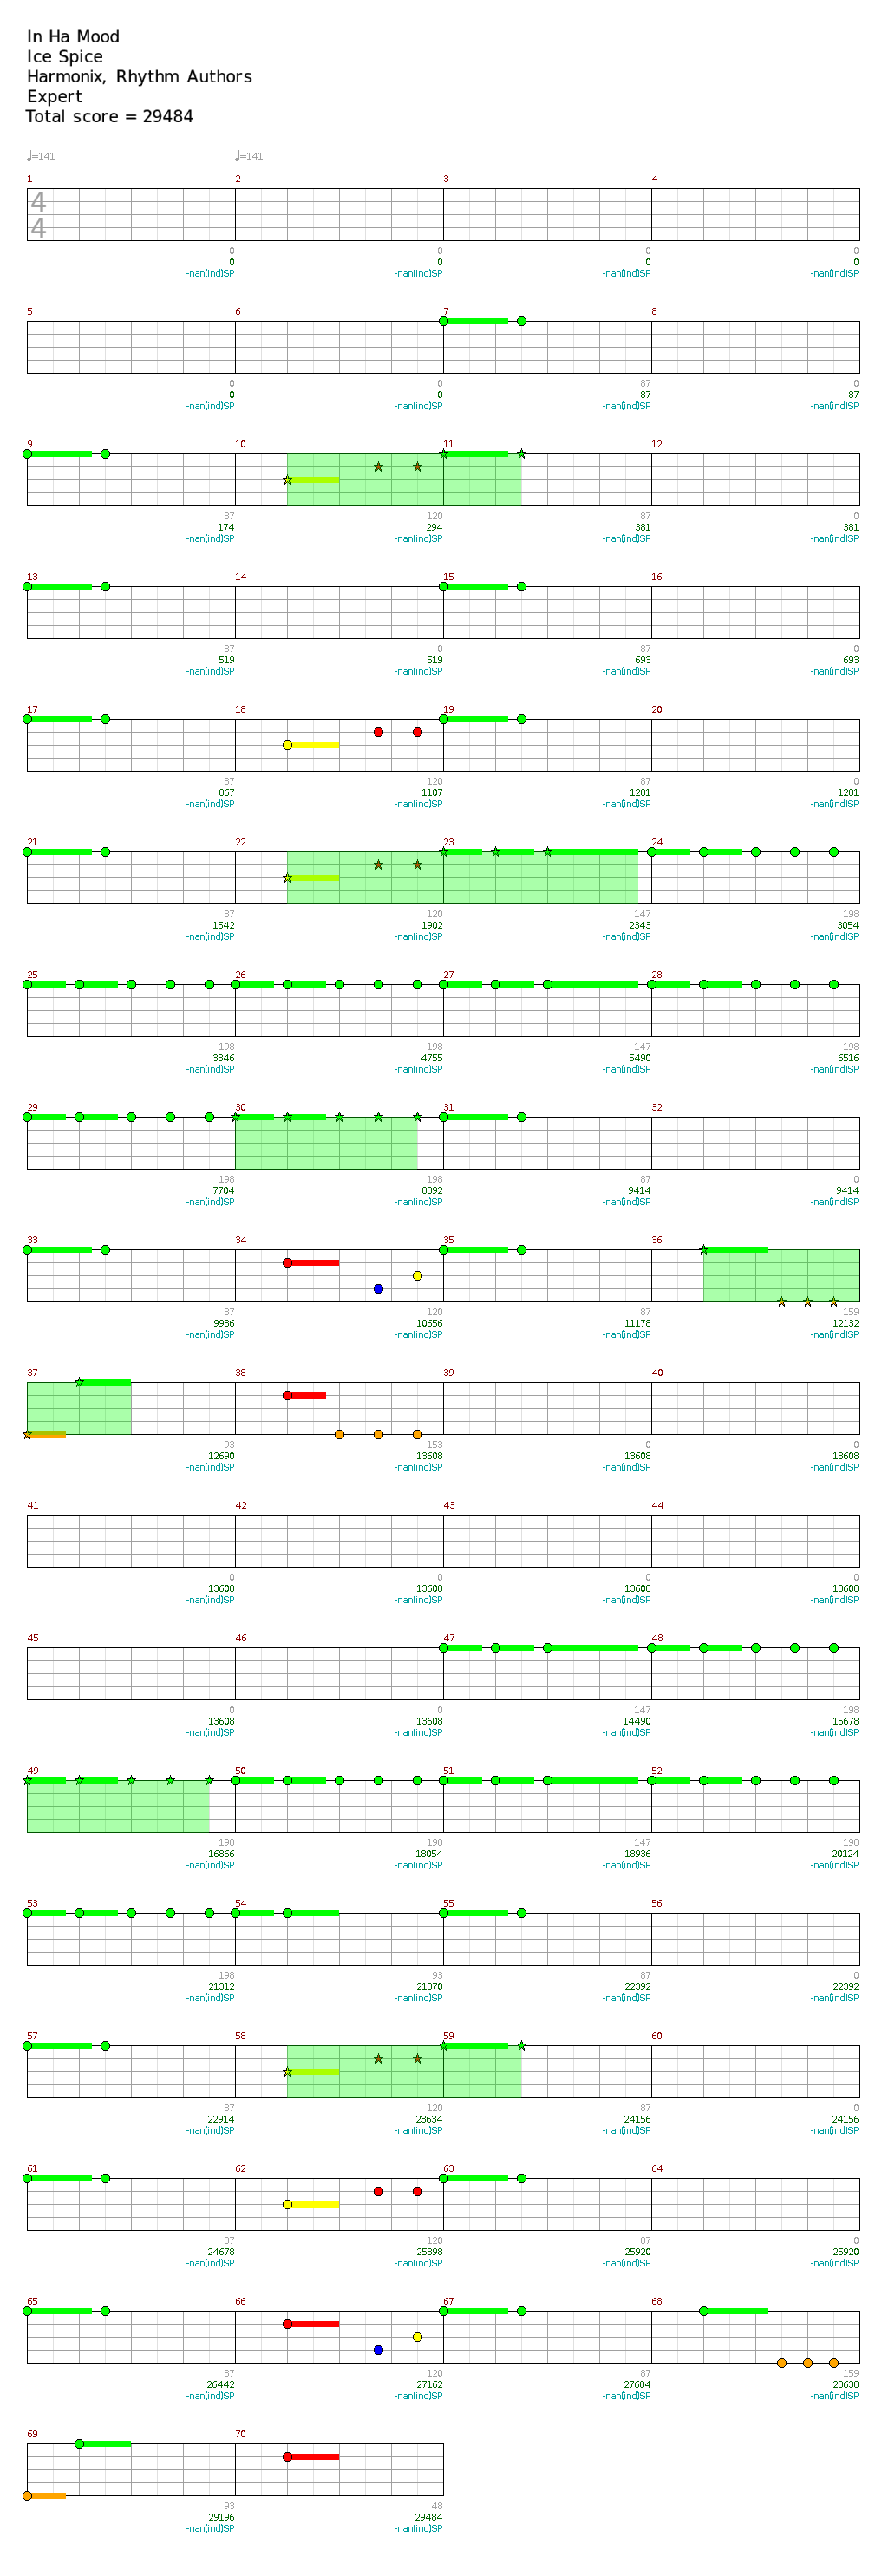 In Ha Mood
Ice Spice
Harmonix, Rhythm Authors
Expert
Total score = 29484
♩=141 ♩=141
1 2 3 4
4
4
0 0 0 0
0 0 0 0
-nan(ind)SP -nan(ind)SP -nan(ind)SP -nan(ind)SP
5 6 7 8
0 0 87 0
0 0 87 87
-nan(ind)SP -nan(ind)SP -nan(ind)SP -nan(ind)SP
9 10 11 12
87 120 87 0
174 294 381 381
-nan(ind)SP -nan(ind)SP -nan(ind)SP -nan(ind)SP
13 14 15 16
87 0 87 0
519 519 693 693
-nan(ind)SP -nan(ind)SP -nan(ind)SP -nan(ind)SP
17 18 19 20
87 120 87 0
867 1107 1281 1281
-nan(ind)SP -nan(ind)SP -nan(ind)SP -nan(ind)SP
21 22 23 24
87 120 147 198
1542 1902 2343 3054
-nan(ind)SP -nan(ind)SP -nan(ind)SP -nan(ind)SP
25 26 27 28
198 198 147 198
3846 4755 5490 6516
-nan(ind)SP -nan(ind)SP -nan(ind)SP -nan(ind)SP
29 30 31 32
198 198 87 0
7704 8892 9414 9414
-nan(ind)SP -nan(ind)SP -nan(ind)SP -nan(ind)SP
33 34 35 36
87 120 87 159
9936 10656 11178 12132
-nan(ind)SP -nan(ind)SP -nan(ind)SP -nan(ind)SP
37 38 39 40
93 153 0 0
12690 13608 13608 13608
-nan(ind)SP -nan(ind)SP -nan(ind)SP -nan(ind)SP
41 42 43 44
0 0 0 0
13608 13608 13608 13608
-nan(ind)SP -nan(ind)SP -nan(ind)SP -nan(ind)SP
45 46 47 48
0 0 147 198
13608 13608 14490 15678
-nan(ind)SP -nan(ind)SP -nan(ind)SP -nan(ind)SP
49 50 51 52
198 198 147 198
16866 18054 18936 20124
-nan(ind)SP -nan(ind)SP -nan(ind)SP -nan(ind)SP
53 54 55 56
198 93 87 0
21312 21870 22392 22392
-nan(ind)SP -nan(ind)SP -nan(ind)SP -nan(ind)SP
57 58 59 60
87 120 87 0
22914 23634 24156 24156
-nan(ind)SP -nan(ind)SP -nan(ind)SP -nan(ind)SP
61 62 63 64
87 120 87 0
24678 25398 25920 25920
-nan(ind)SP -nan(ind)SP -nan(ind)SP -nan(ind)SP
65 66 67 68
87 120 87 159
26442 27162 27684 28638
-nan(ind)SP -nan(ind)SP -nan(ind)SP -nan(ind)SP
69 70
93 48
29196 29484
-nan(ind)SP -nan(ind)SP